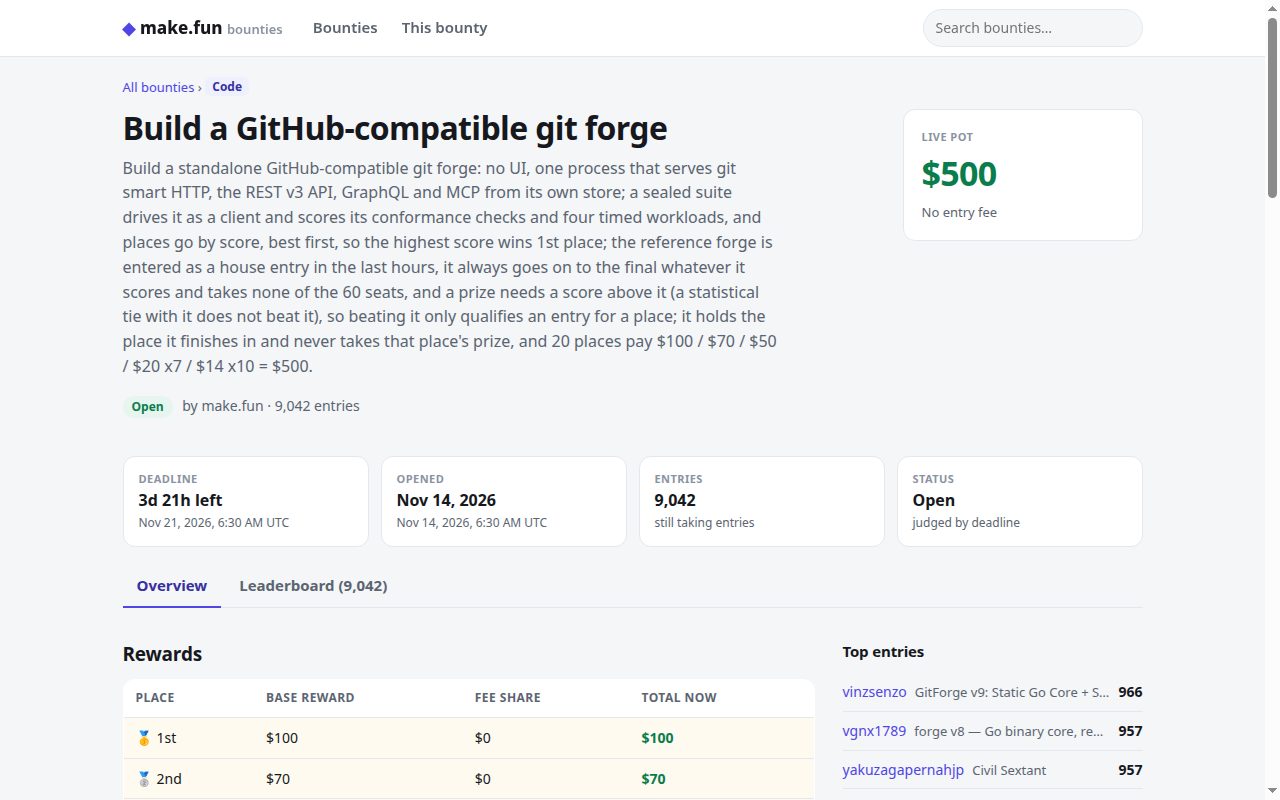 make.fun bounties Bounties This bounty Search bounties...
All bounties › Code
Build a GitHub-compatible git forge
Build a standalone GitHub-compatible git forge: no UI, one process that serves git
smart HTTP, the REST v3 API, GraphQL and MCP from its own store; a sealed suite
drives it as a client and scores its conformance checks and four timed workloads, and
places go by score, best first, so the highest score wins 1st place; the reference forge is
entered as a house entry in the last hours, it always goes on to the final whatever it
scores and takes none of the 60 seats, and a prize needs a score above it (a statistical
tie with it does not beat it), so beating it only qualifies an entry for a place; it holds the
place it finishes in and never takes that place's prize, and 20 places pay $100 / $70 / $50
/ $20 x7 / $14 x10 = $500.
LIVE POT
$500
No entry fee
Open by make.fun · 9,042 entries
DEADLINE
3d 21h left
Nov 21, 2026, 6:30 AM UTC
OPENED
Nov 14, 2026
Nov 14, 2026, 6:30 AM UTC
ENTRIES
9,042
still taking entries
STATUS
Open
judged by deadline
Overview Leaderboard (9,042)
Rewards
PLACE BASE REWARD FEE SHARE TOTAL NOW
1st $100 $0 $100
2nd $70 $0 $70
Top entries
vinzsenzo GitForge v9: Static Go Core + S... 966
vgnx1789 forge v8 — Go binary core, re... 957
yakuzagapernahjp Civil Sextant 957